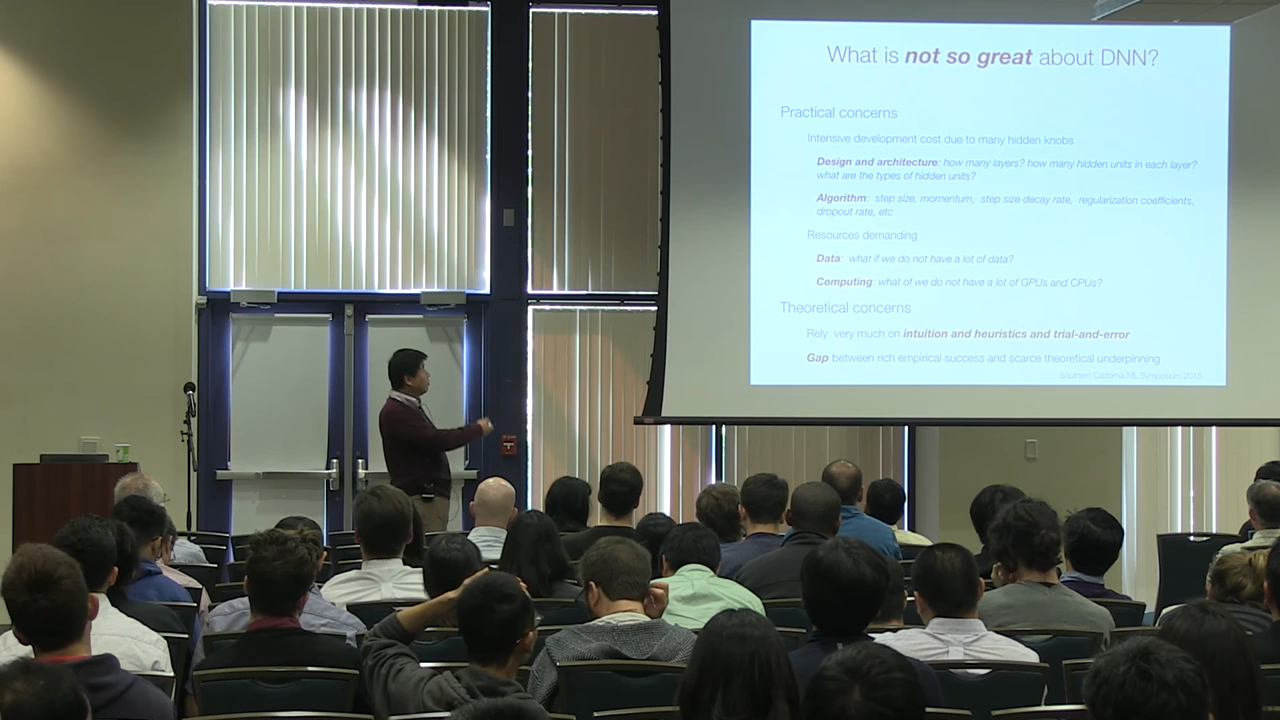 What is not so great about DNN?
Practical concerns
Intensive development cost due to many hidden knobs
Design and architecture: how many layers? how many hidden units in each layer?
what are the types of hidden units?
Algorithm: step size, momentum, step size decay rate, regularization coefficients,
dropout rate, etc
Resources demanding
Data: what if we do not have a lot of data?
Computing: what of we do not have a lot of GPUs and CPUs?
Theoretical concerns
Rely very much on intuition and heuristics and trial-and-error
Gap between rich empirical success and scarce theoretical underpinning
Southern California ML Symposium 2016